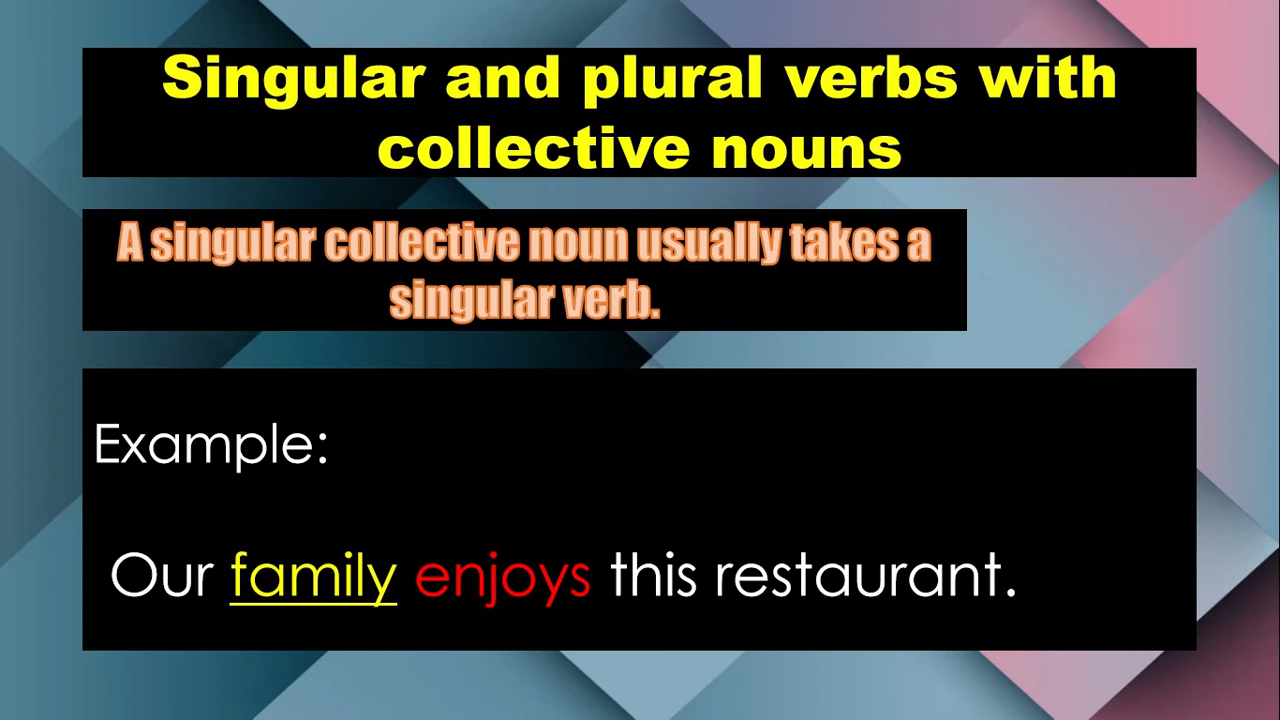 Singular and plural verbs with
collective nouns
A singular collective noun usually takes a
singular verb.
Example:
Our family enjoys this restaurant.